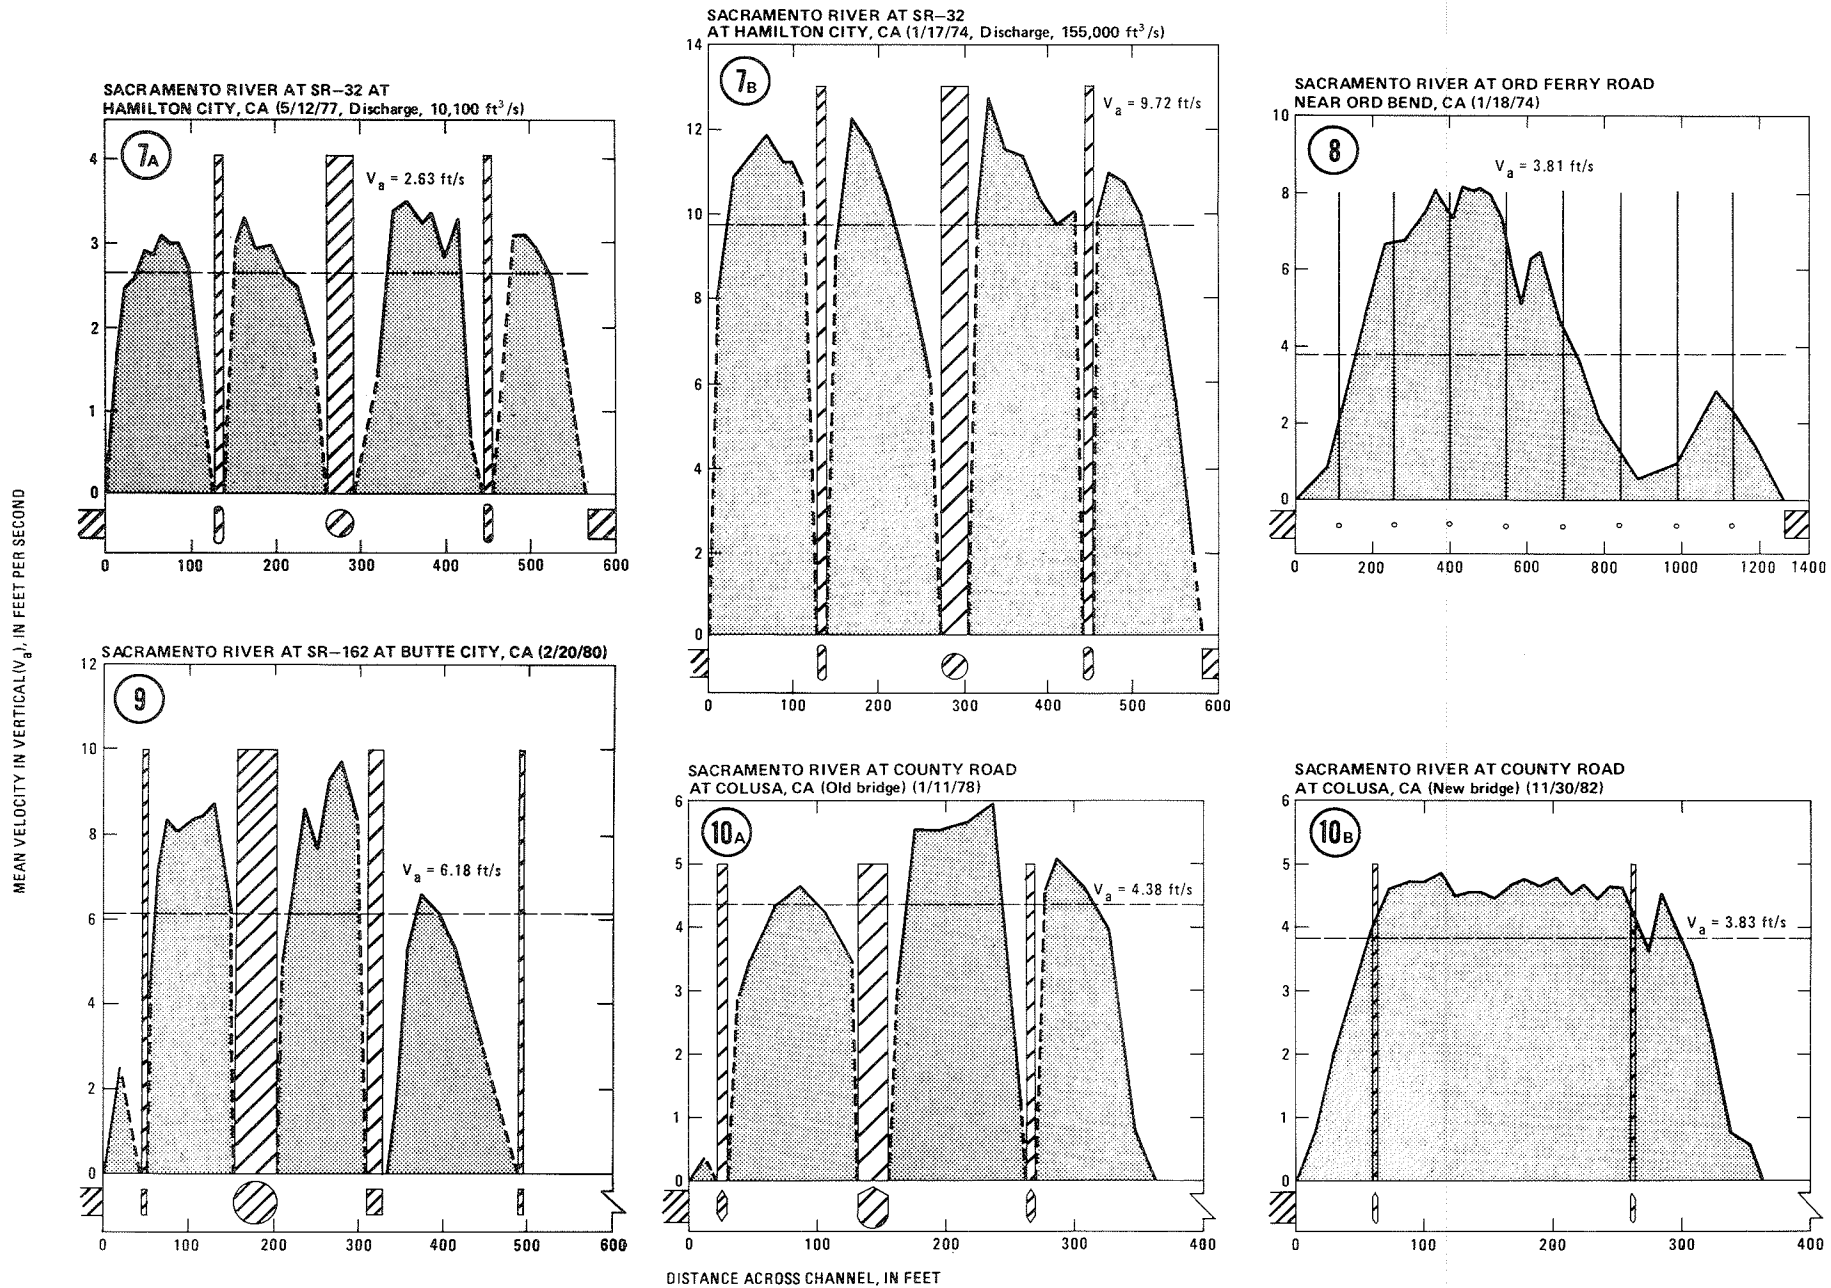 MEAN VELOCITY IN VERTICAL (Va), IN FEET PER SECOND
SACRAMENTO RIVER AT SR–32 AT
HAMILTON CITY, CA (5/12/77, Discharge, 10,100 ft³/s)
7A
Va = 2.63 ft/s
4
3
2
1
0
0 100 200 300 400 500 600
SACRAMENTO RIVER AT SR–32
AT HAMILTON CITY, CA (1/17/74, Discharge, 155,000 ft³/s)
7B
Va = 9.72 ft/s
14
12
10
8
6
4
2
0
0 100 200 300 400 500 600
SACRAMENTO RIVER AT ORD FERRY ROAD
NEAR ORD BEND, CA (1/18/74)
8
Va = 3.81 ft/s
10
8
6
4
2
0
0 200 400 600 800 1000 1200 1400
SACRAMENTO RIVER AT SR–162 AT BUTTE CITY, CA (2/20/80)
9
Va = 6.18 ft/s
12
10
8
6
4
2
0
0 100 200 300 400 500 600
SACRAMENTO RIVER AT COUNTY ROAD
AT COLUSA, CA (Old bridge) (1/11/78)
10A
Va = 4.38 ft/s
6
5
4
3
2
1
0
0 100 200 300 400
SACRAMENTO RIVER AT COUNTY ROAD
AT COLUSA, CA (New bridge) (11/30/82)
10B
Va = 3.83 ft/s
6
5
4
3
2
1
0
0 100 200 300 400
DISTANCE ACROSS CHANNEL, IN FEET